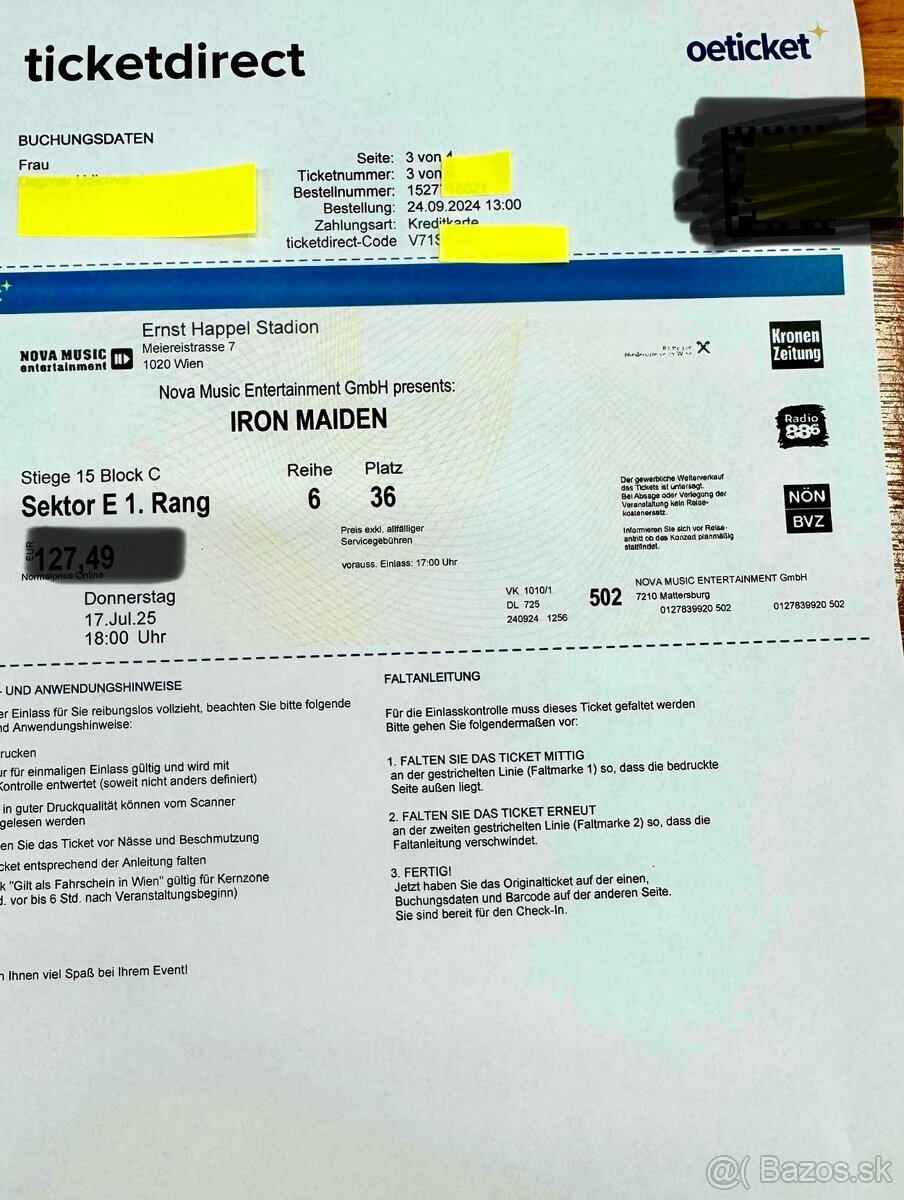 ticketdirect
oeticket
BUCHUNGSDATEN
Frau
Seite: 3 von 4
Ticketnummer: 3 von
Bestellnummer: 1527
Bestellung: 24.09.2024 13:00
Zahlungsart: Kreditkarte
ticketdirect-Code V71S
NOVA MUSIC
entertainment
Ernst Happel Stadion
Meiereistrasse 7
1020 Wien
Kronen
Zeitung
Nova Music Entertainment GmbH presents:
IRON MAIDEN
Radio
886
Stiege 15 Block C
Sektor E 1. Rang
Reihe
6
Platz
36
EUR
127,49
Normalpreis Online
Preis exkl. allfälliger
Servicegebühren
vorauss. Einlass: 17:00 Uhr
Der gewerbliche Weiterverkauf
des Tickets ist untersagt.
Bei Absage oder Verlegung der
Veranstaltung kein Reise-
kostenersatz.
Informieren Sie sich vor Reise-
antritt ob das Konzert planmäßig
stattfindet.
NÖN
BVZ
Donnerstag
17.Jul.25
18:00 Uhr
VK 1010/1
DL 725
240924 1256
502
NOVA MUSIC ENTERTAINMENT GmbH
7210 Mattersburg
0127839920 502
0127839920 502
- UND ANWENDUNGSHINWEISE
er Einlass für Sie reibungslos vollzieht, beachten Sie bitte folgende
nd Anwendungshinweise:
rucken
ur für einmaligen Einlass gültig und wird mit
Kontrolle entwertet (soweit nicht anders definiert)
in guter Druckqualität können vom Scanner
gelesen werden
en Sie das Ticket vor Nässe und Beschmutzung
cket entsprechend der Anleitung falten
k "Gilt als Fahrschein in Wien" gültig für Kernzone
d. vor bis 6 Std. nach Veranstaltungsbeginn)
n Ihnen viel Spaß bei Ihrem Event!
FALTANLEITUNG
Für die Einlasskontrolle muss dieses Ticket gefaltet werden
Bitte gehen Sie folgendermaßen vor:
1. FALTEN SIE DAS TICKET MITTIG
an der gestrichelten Linie (Faltmarke 1) so, dass die bedruckte
Seite außen liegt.
2. FALTEN SIE DAS TICKET ERNEUT
an der zweiten gestrichelten Linie (Faltmarke 2) so, dass die
Faltanleitung verschwindet.
3. FERTIG!
Jetzt haben Sie das Originalticket auf der einen,
Buchungsdaten und Barcode auf der anderen Seite.
Sie sind bereit für den Check-In.
@( Bazos.sk